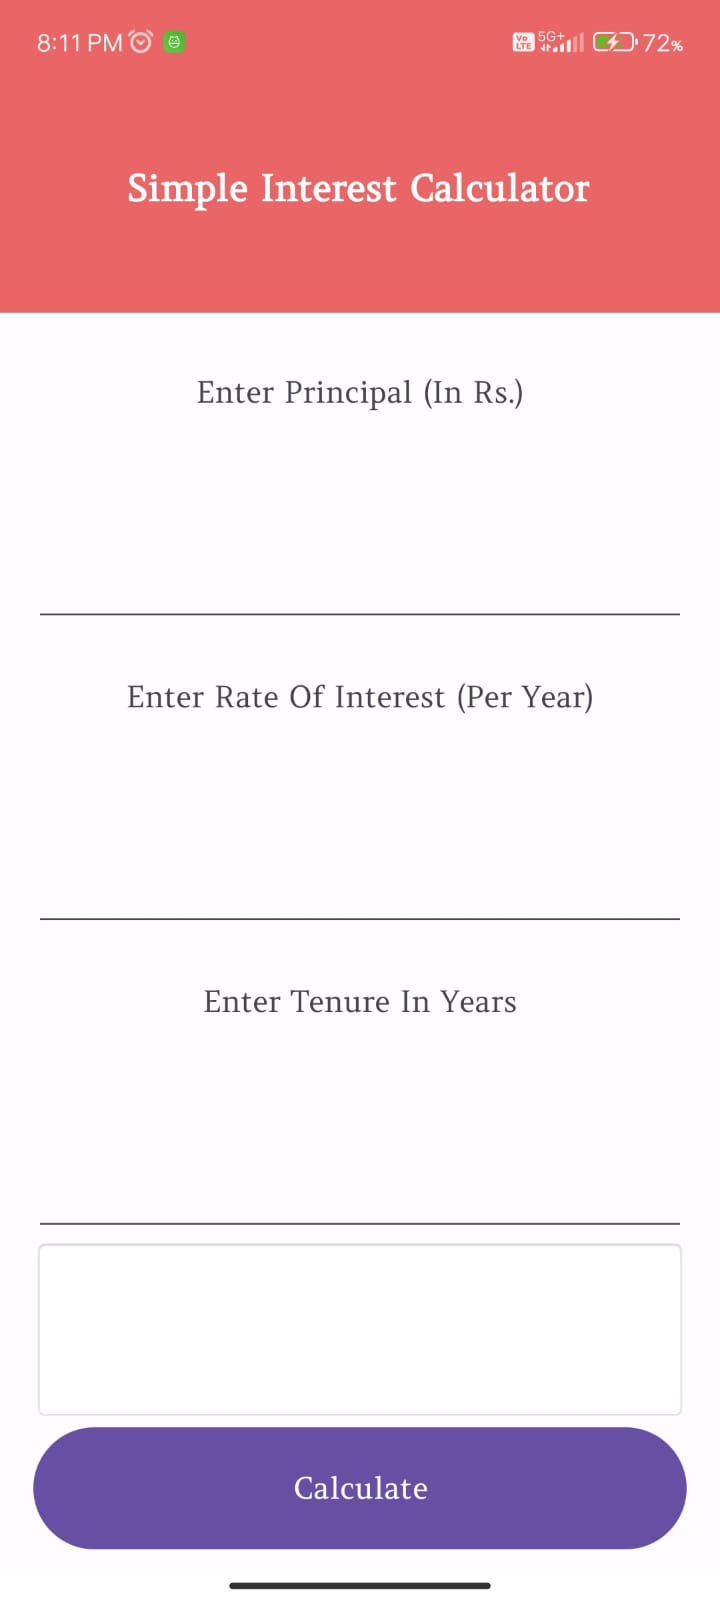 8:11 PM
Vo LTE 5G+ 72%
Simple Interest Calculator
Enter Principal (In Rs.)
Enter Rate Of Interest (Per Year)
Enter Tenure In Years
Calculate